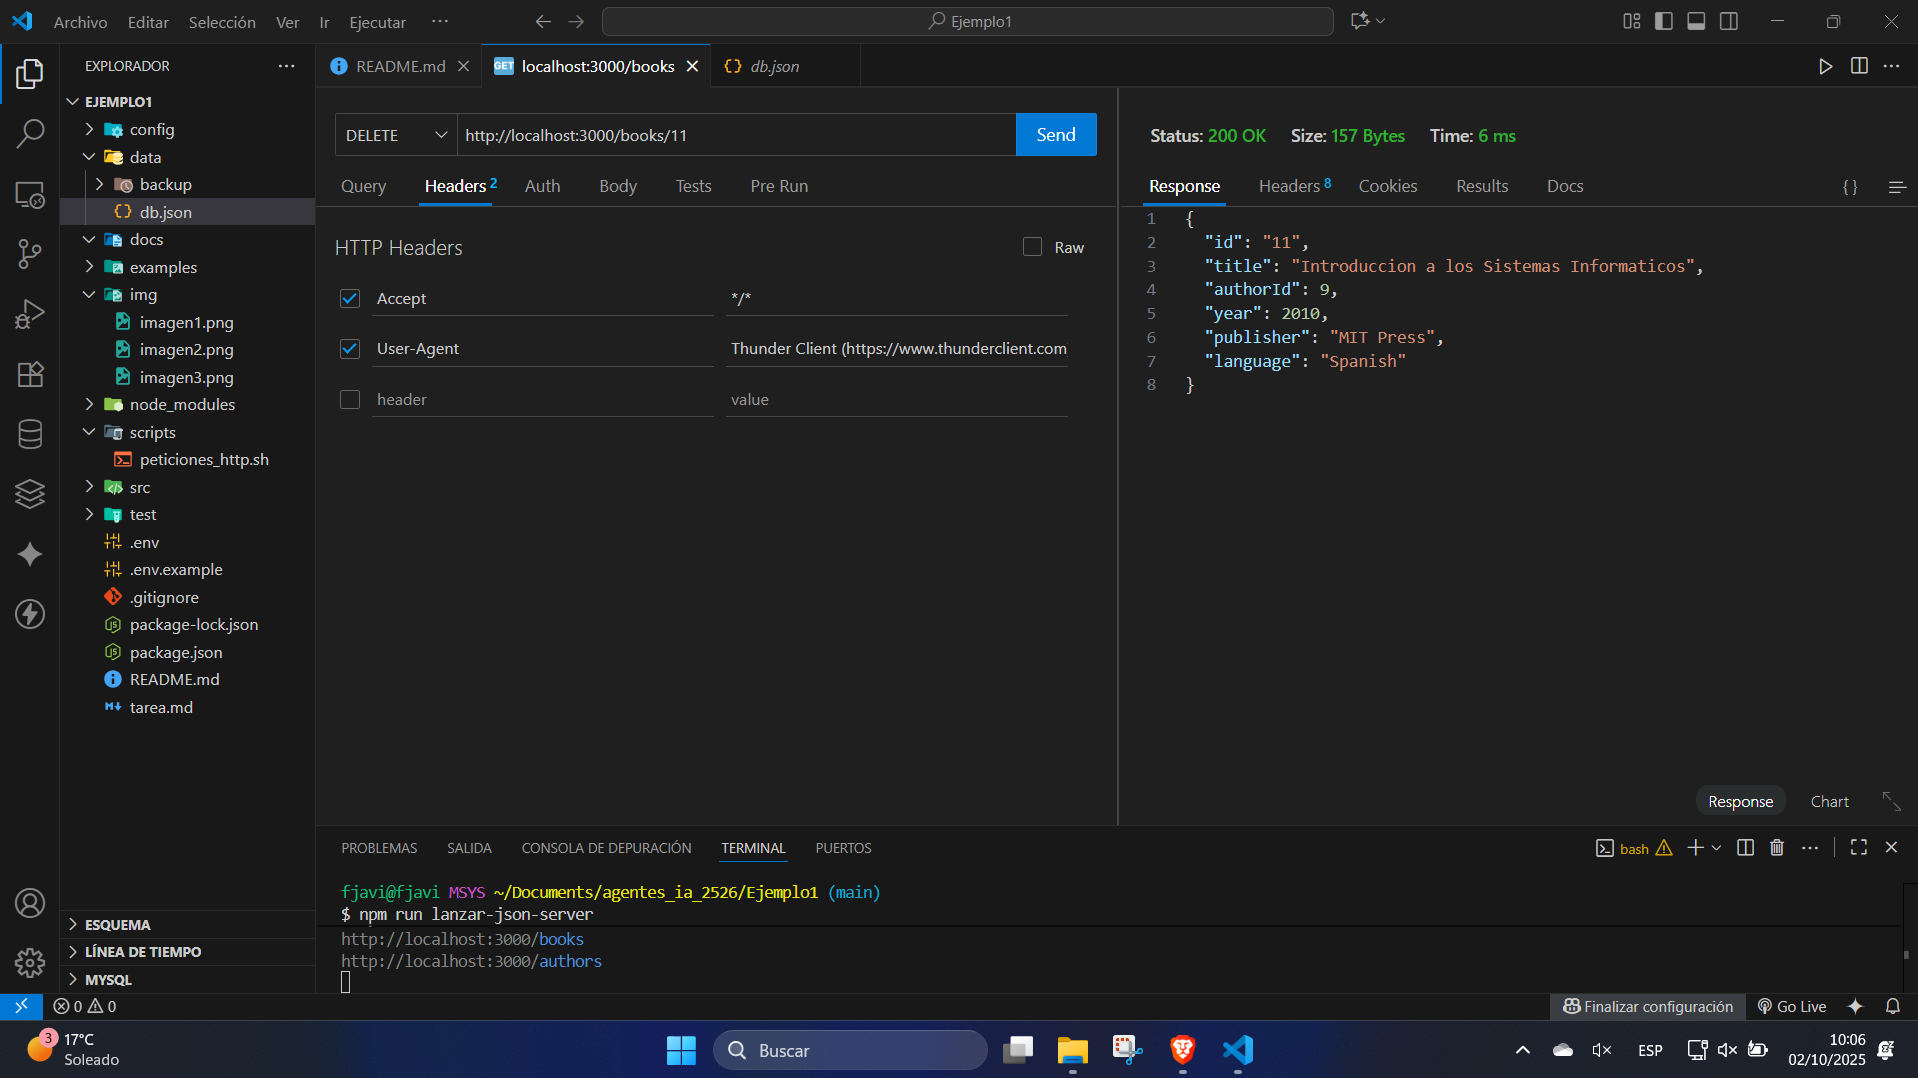 Archivo Editar Selección Ver Ir Ejecutar ··· Ejemplo1
EXPLORADOR ···
EJEMPLO1
config
data
backup
db.json
docs
examples
img
imagen1.png
imagen2.png
imagen3.png
node_modules
scripts
peticiones_http.sh
src
test
.env
.env.example
.gitignore
package-lock.json
package.json
README.md
tarea.md
ESQUEMA
LÍNEA DE TIEMPO
MYSQL
README.md GET localhost:3000/books {} db.json
DELETE http://localhost:3000/books/11 Send
Query Headers 2 Auth Body Tests Pre Run
HTTP Headers Raw
Accept */*
User-Agent Thunder Client (https://www.thunderclient.com
header value
Status: 200 OK Size: 157 Bytes Time: 6 ms
Response Headers 8 Cookies Results Docs { }
1 {
2 "id": "11",
3 "title": "Introduccion a los Sistemas Informaticos",
4 "authorId": 9,
5 "year": 2010,
6 "publisher": "MIT Press",
7 "language": "Spanish"
8 }
Response Chart
PROBLEMAS SALIDA CONSOLA DE DEPURACIÓN TERMINAL PUERTOS bash
fjavi@fjavi MSYS ~/Documents/agentes_ia_2526/Ejemplo1 (main)
$ npm run lanzar-json-server
http://localhost:3000/books
http://localhost:3000/authors
0 0 Finalizar configuración Go Live
3 17°C
Soleado
Buscar
ESP
10:06
02/10/2025